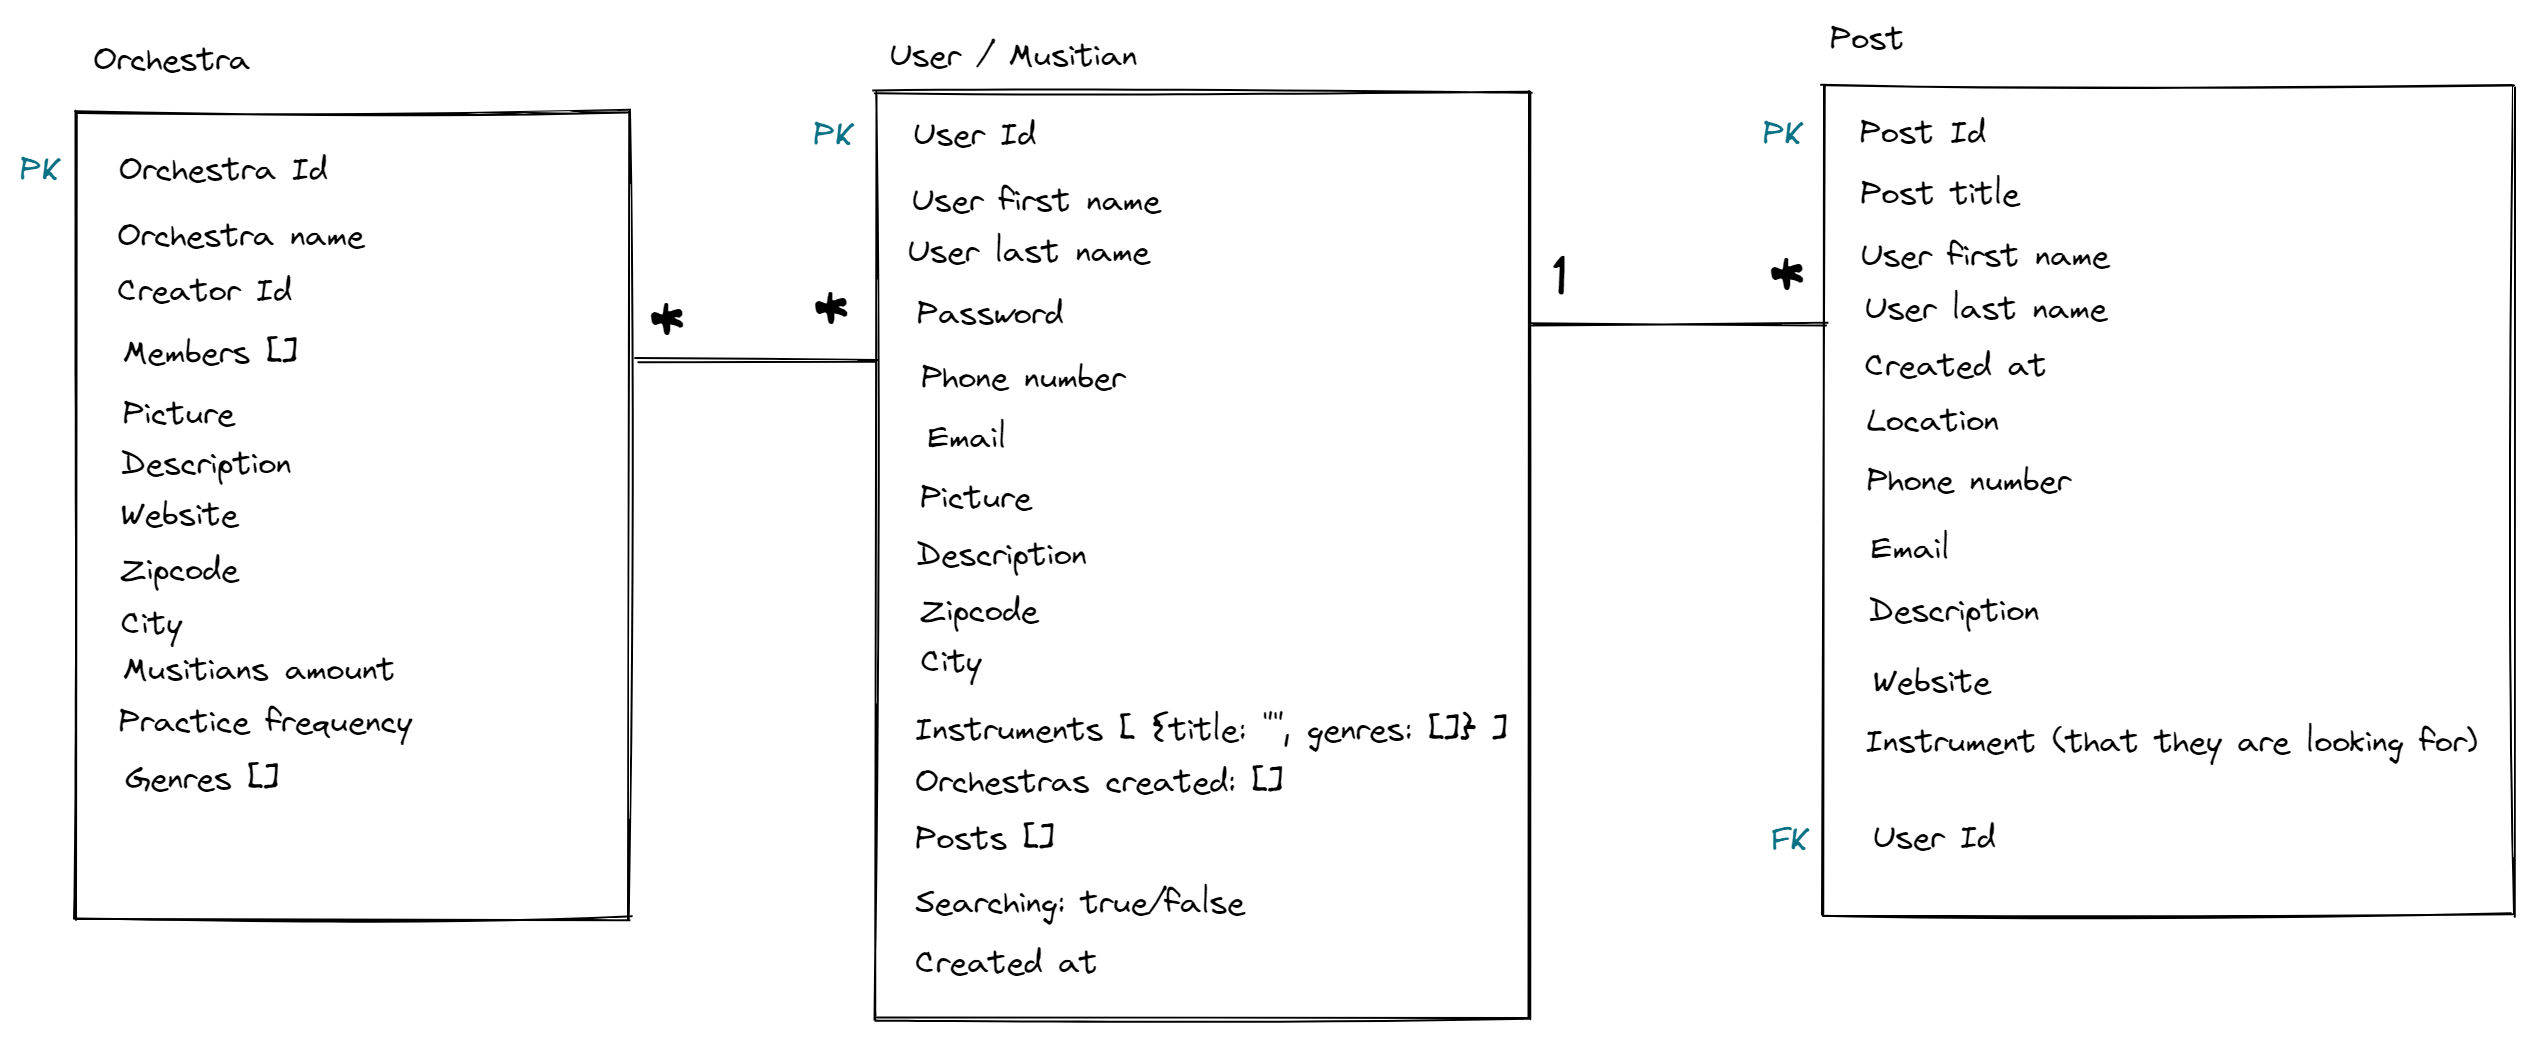 Orchestra
PK
Orchestra Id
Orchestra name
Creator Id
Members []
Picture
Description
Website
Zipcode
City
Musitians amount
Practice frequency
Genres []
*
*
User / Musitian
PK
User Id
User first name
User last name
Password
Phone number
Email
Picture
Description
Zipcode
City
Instruments [ {title: "", genres: []} ]
Orchestras created: []
Posts []
Searching: true/false
Created at
1
*
Post
PK
Post Id
Post title
User first name
User last name
Created at
Location
Phone number
Email
Description
Website
Instrument (that they are looking for)
FK
User Id